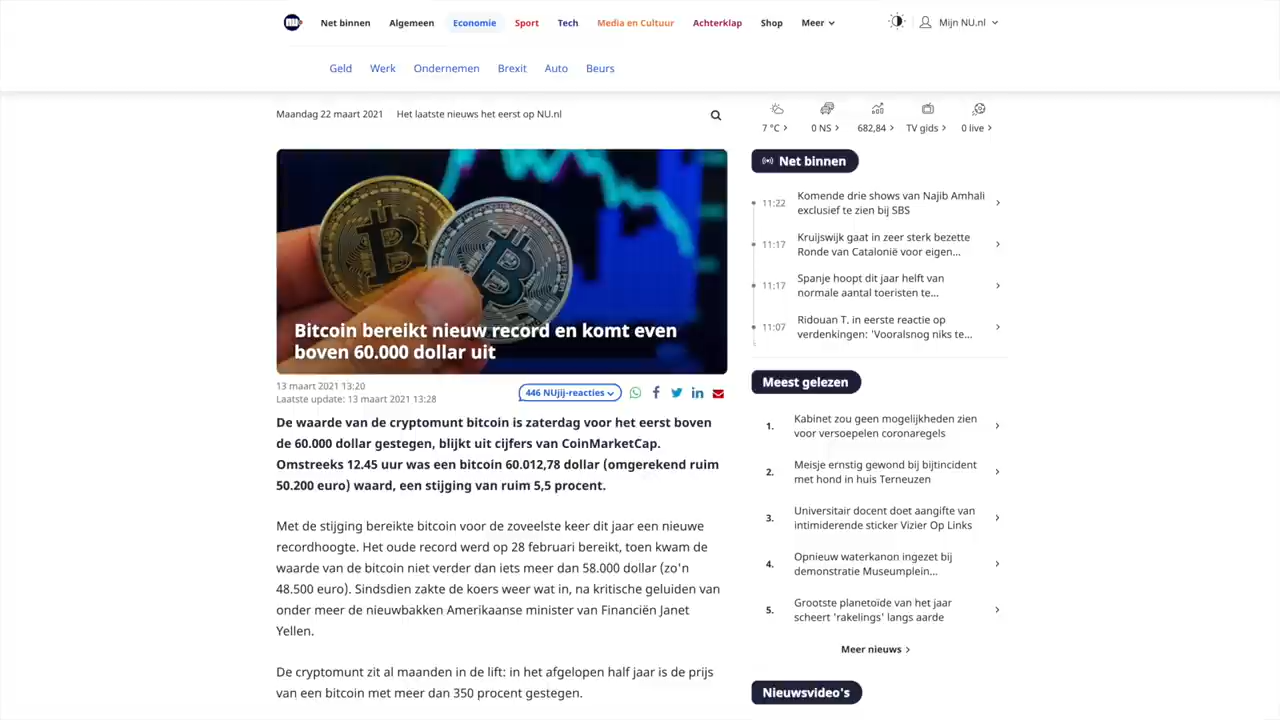 nu
Net binnen Algemeen Economie Sport Tech Media en Cultuur Achterklap Shop Meer Mijn NU.nl
Geld Werk Ondernemen Brexit Auto Beurs
Maandag 22 maart 2021 Het laatste nieuws het eerst op NU.nl
7 °C 0 NS 682,84 TV gids 0 live
Bitcoin bereikt nieuw record en komt even
boven 60.000 dollar uit
13 maart 2021 13:20
Laatste update: 13 maart 2021 13:28
446 NUjij-reacties
De waarde van de cryptomunt bitcoin is zaterdag voor het eerst boven
de 60.000 dollar gestegen, blijkt uit cijfers van CoinMarketCap.
Omstreeks 12.45 uur was een bitcoin 60.012,78 dollar (omgerekend ruim
50.200 euro) waard, een stijging van ruim 5,5 procent.
Met de stijging bereikte bitcoin voor de zoveelste keer dit jaar een nieuwe
recordhoogte. Het oude record werd op 28 februari bereikt, toen kwam de
waarde van de bitcoin niet verder dan iets meer dan 58.000 dollar (zo'n
48.500 euro). Sindsdien zakte de koers weer wat in, na kritische geluiden van
onder meer de nieuwbakken Amerikaanse minister van Financiën Janet
Yellen.
De cryptomunt zit al maanden in de lift: in het afgelopen half jaar is de prijs
van een bitcoin met meer dan 350 procent gestegen.
Net binnen
11:22 Komende drie shows van Najib Amhali
exclusief te zien bij SBS
11:17 Kruijswijk gaat in zeer sterk bezette
Ronde van Catalonië voor eigen...
11:17 Spanje hoopt dit jaar helft van
normale aantal toeristen te...
11:07 Ridouan T. in eerste reactie op
verdenkingen: 'Vooralsnog niks te...
Meest gelezen
1. Kabinet zou geen mogelijkheden zien
voor versoepelen coronaregels
2. Meisje ernstig gewond bij bijtincident
met hond in huis Terneuzen
3. Universitair docent doet aangifte van
intimiderende sticker Vizier Op Links
4. Opnieuw waterkanon ingezet bij
demonstratie Museumplein...
5. Grootste planetoïde van het jaar
scheert 'rakelings' langs aarde
Meer nieuws
Nieuwsvideo's